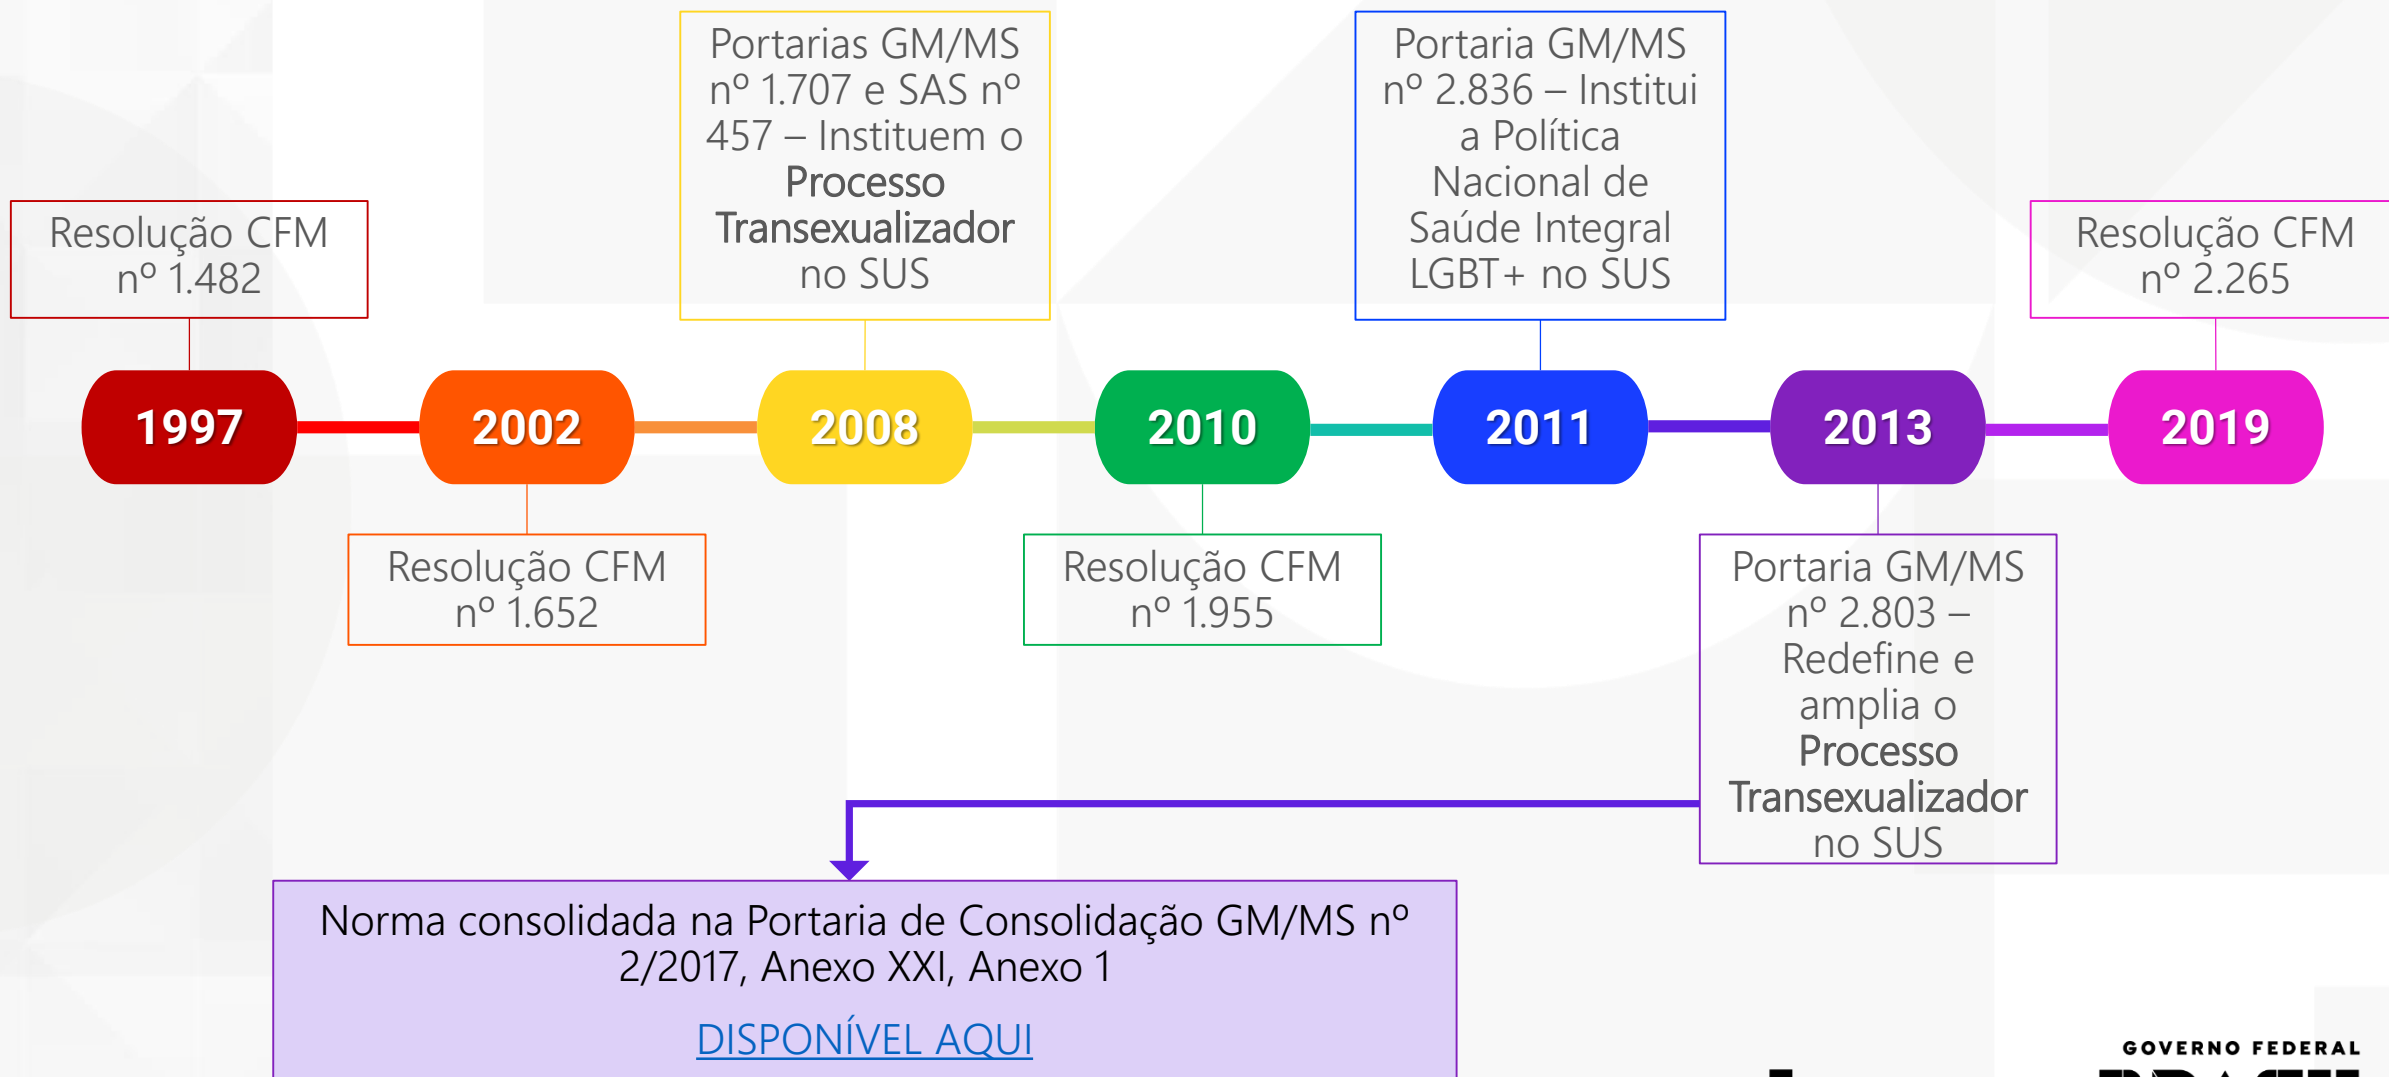 Portarias GM/MS
nº 1.707 e SAS nº
457 – Instituem o
Processo
Transexualizador
no SUS
Portaria GM/MS
nº 2.836 – Institui
a Política
Nacional de
Saúde Integral
LGBT+ no SUS
Resolução CFM
nº 1.482
Resolução CFM
nº 2.265
1997
2002
2008
2010
2011
2013
2019
Resolução CFM
nº 1.652
Resolução CFM
nº 1.955
Portaria GM/MS
nº 2.803 –
Redefine e
amplia o
Processo
Transexualizador
no SUS
Norma consolidada na Portaria de Consolidação GM/MS nº
2/2017, Anexo XXI, Anexo 1
DISPONÍVEL AQUI
GOVERNO FEDERAL